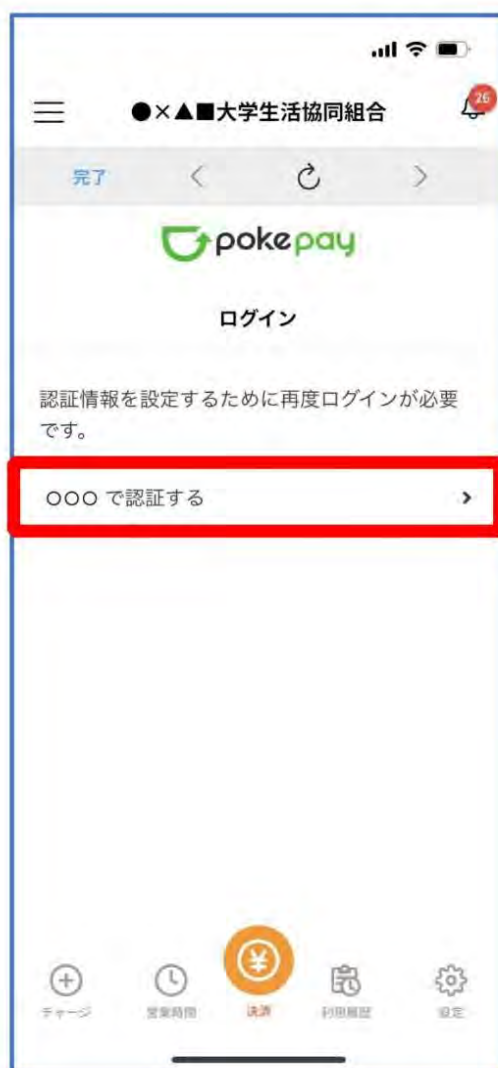 ●×▲■大学生活協同組合
26
完了
pokepay
ログイン
認証情報を設定するために再度ログインが必要
です。
○○○ で認証する
チャージ
営業時間
決済
利用履歴
設定